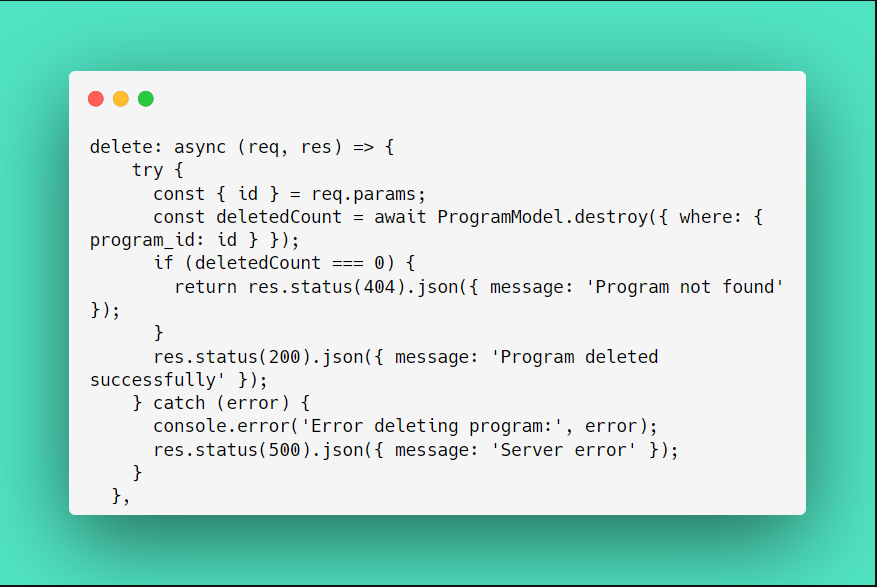 delete: async (req, res) => {
    try {
      const { id } = req.params;
      const deletedCount = await ProgramModel.destroy({ where: {
program_id: id } });
      if (deletedCount === 0) {
        return res.status(404).json({ message: 'Program not found'
});
      }
      res.status(200).json({ message: 'Program deleted
successfully' });
    } catch (error) {
      console.error('Error deleting program:', error);
      res.status(500).json({ message: 'Server error' });
    }
  },